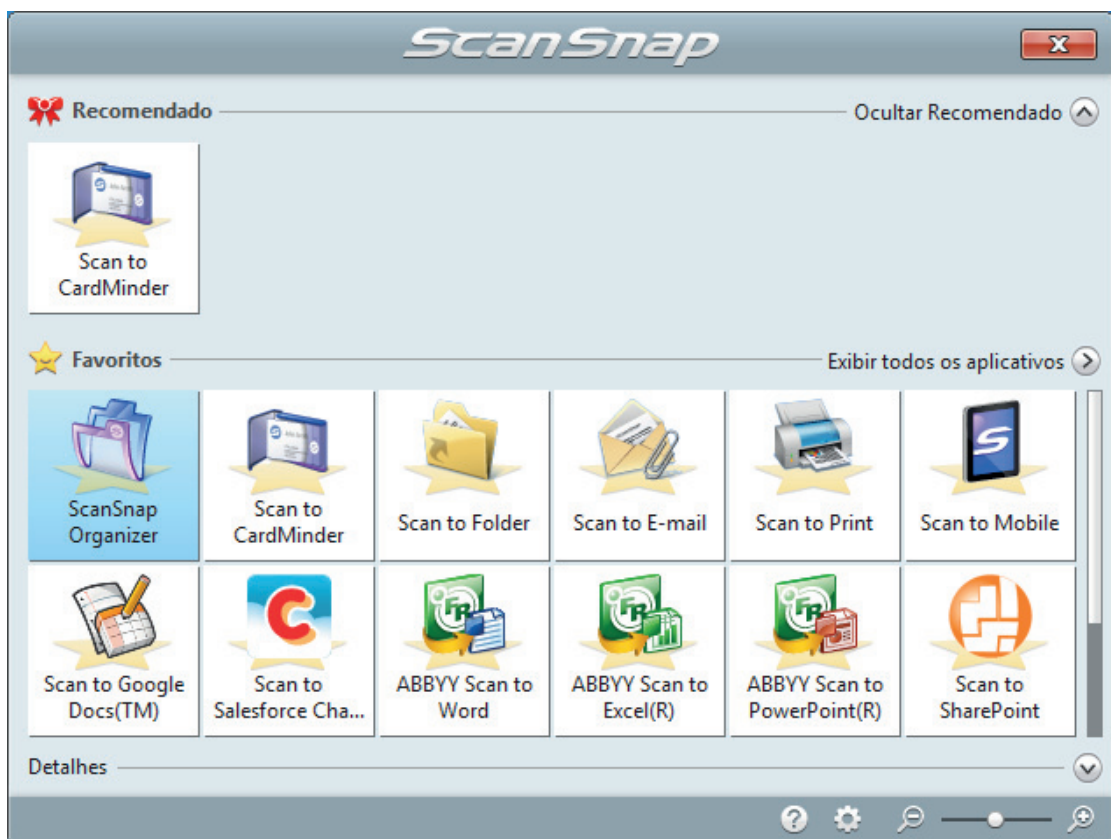 ScanSnap
Recomendado
Ocultar Recomendado
Scan to
CardMinder
Favoritos
Exibir todos os aplicativos
ScanSnap
Organizer
Scan to
CardMinder
Scan to Folder
Scan to E-mail
Scan to Print
Scan to Mobile
Scan to Google
Docs(TM)
Scan to
Salesforce Cha...
ABBYY Scan to
Word
ABBYY Scan to
Excel(R)
ABBYY Scan to
PowerPoint(R)
Scan to
SharePoint
Detalhes